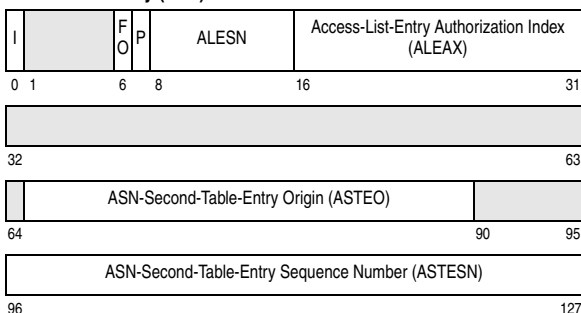 I F O P ALESN Access-List-Entry Authorization Index (ALEAX)
0 1 6 8 16 31
32 63
ASN-Second-Table-Entry Origin (ASTEO)
64 90 95
ASN-Second-Table-Entry Sequence Number (ASTESN)
96 127